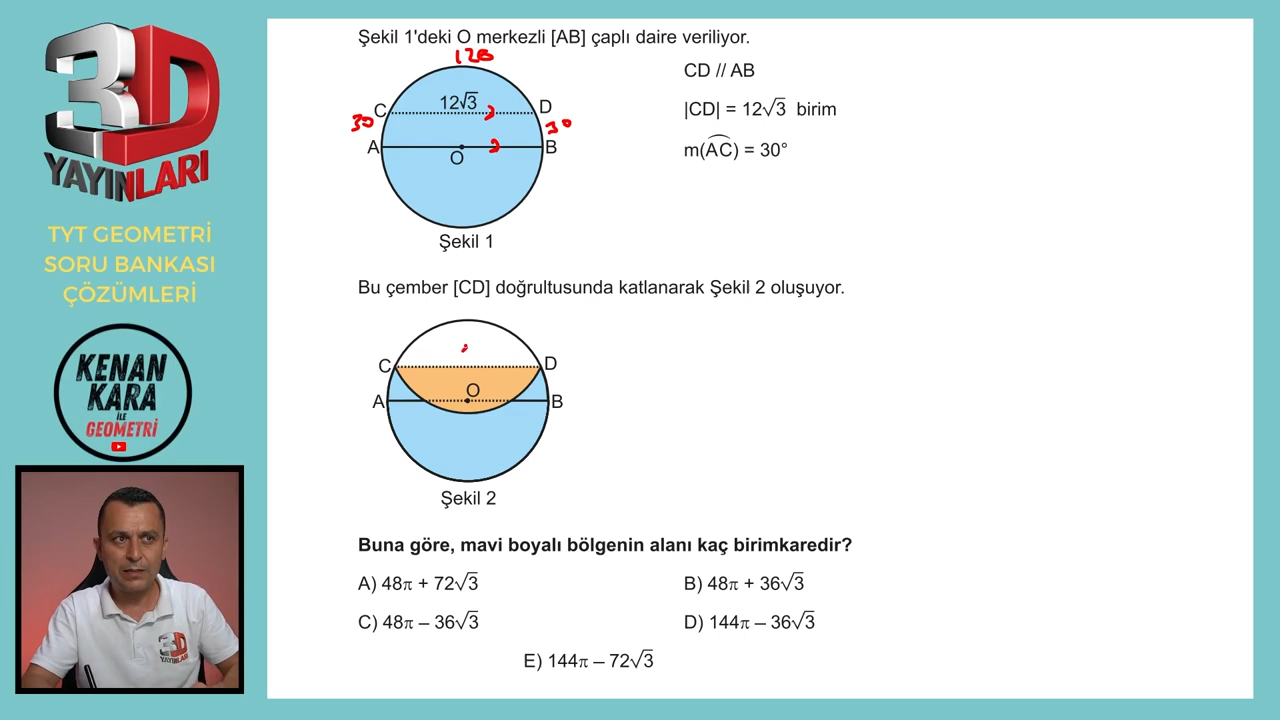 3D
YAYINLARI
TYT GEOMETRİ
SORU BANKASI
ÇÖZÜMLERİ
KENAN
KARA
İLE
GEOMETRİ
3D
YAYINLARI
Şekil 1'deki O merkezli [AB] çaplı daire veriliyor.
120
C 12√3 D
30 30
A O B
Şekil 1
CD // AB
|CD| = 12√3 birim
m(AC) = 30°
Bu çember [CD] doğrultusunda katlanarak Şekil 2 oluşuyor.
C D
O
A B
Şekil 2
Buna göre, mavi boyalı bölgenin alanı kaç birimkaredir?
A) 48π + 72√3 B) 48π + 36√3
C) 48π – 36√3 D) 144π – 36√3
E) 144π – 72√3